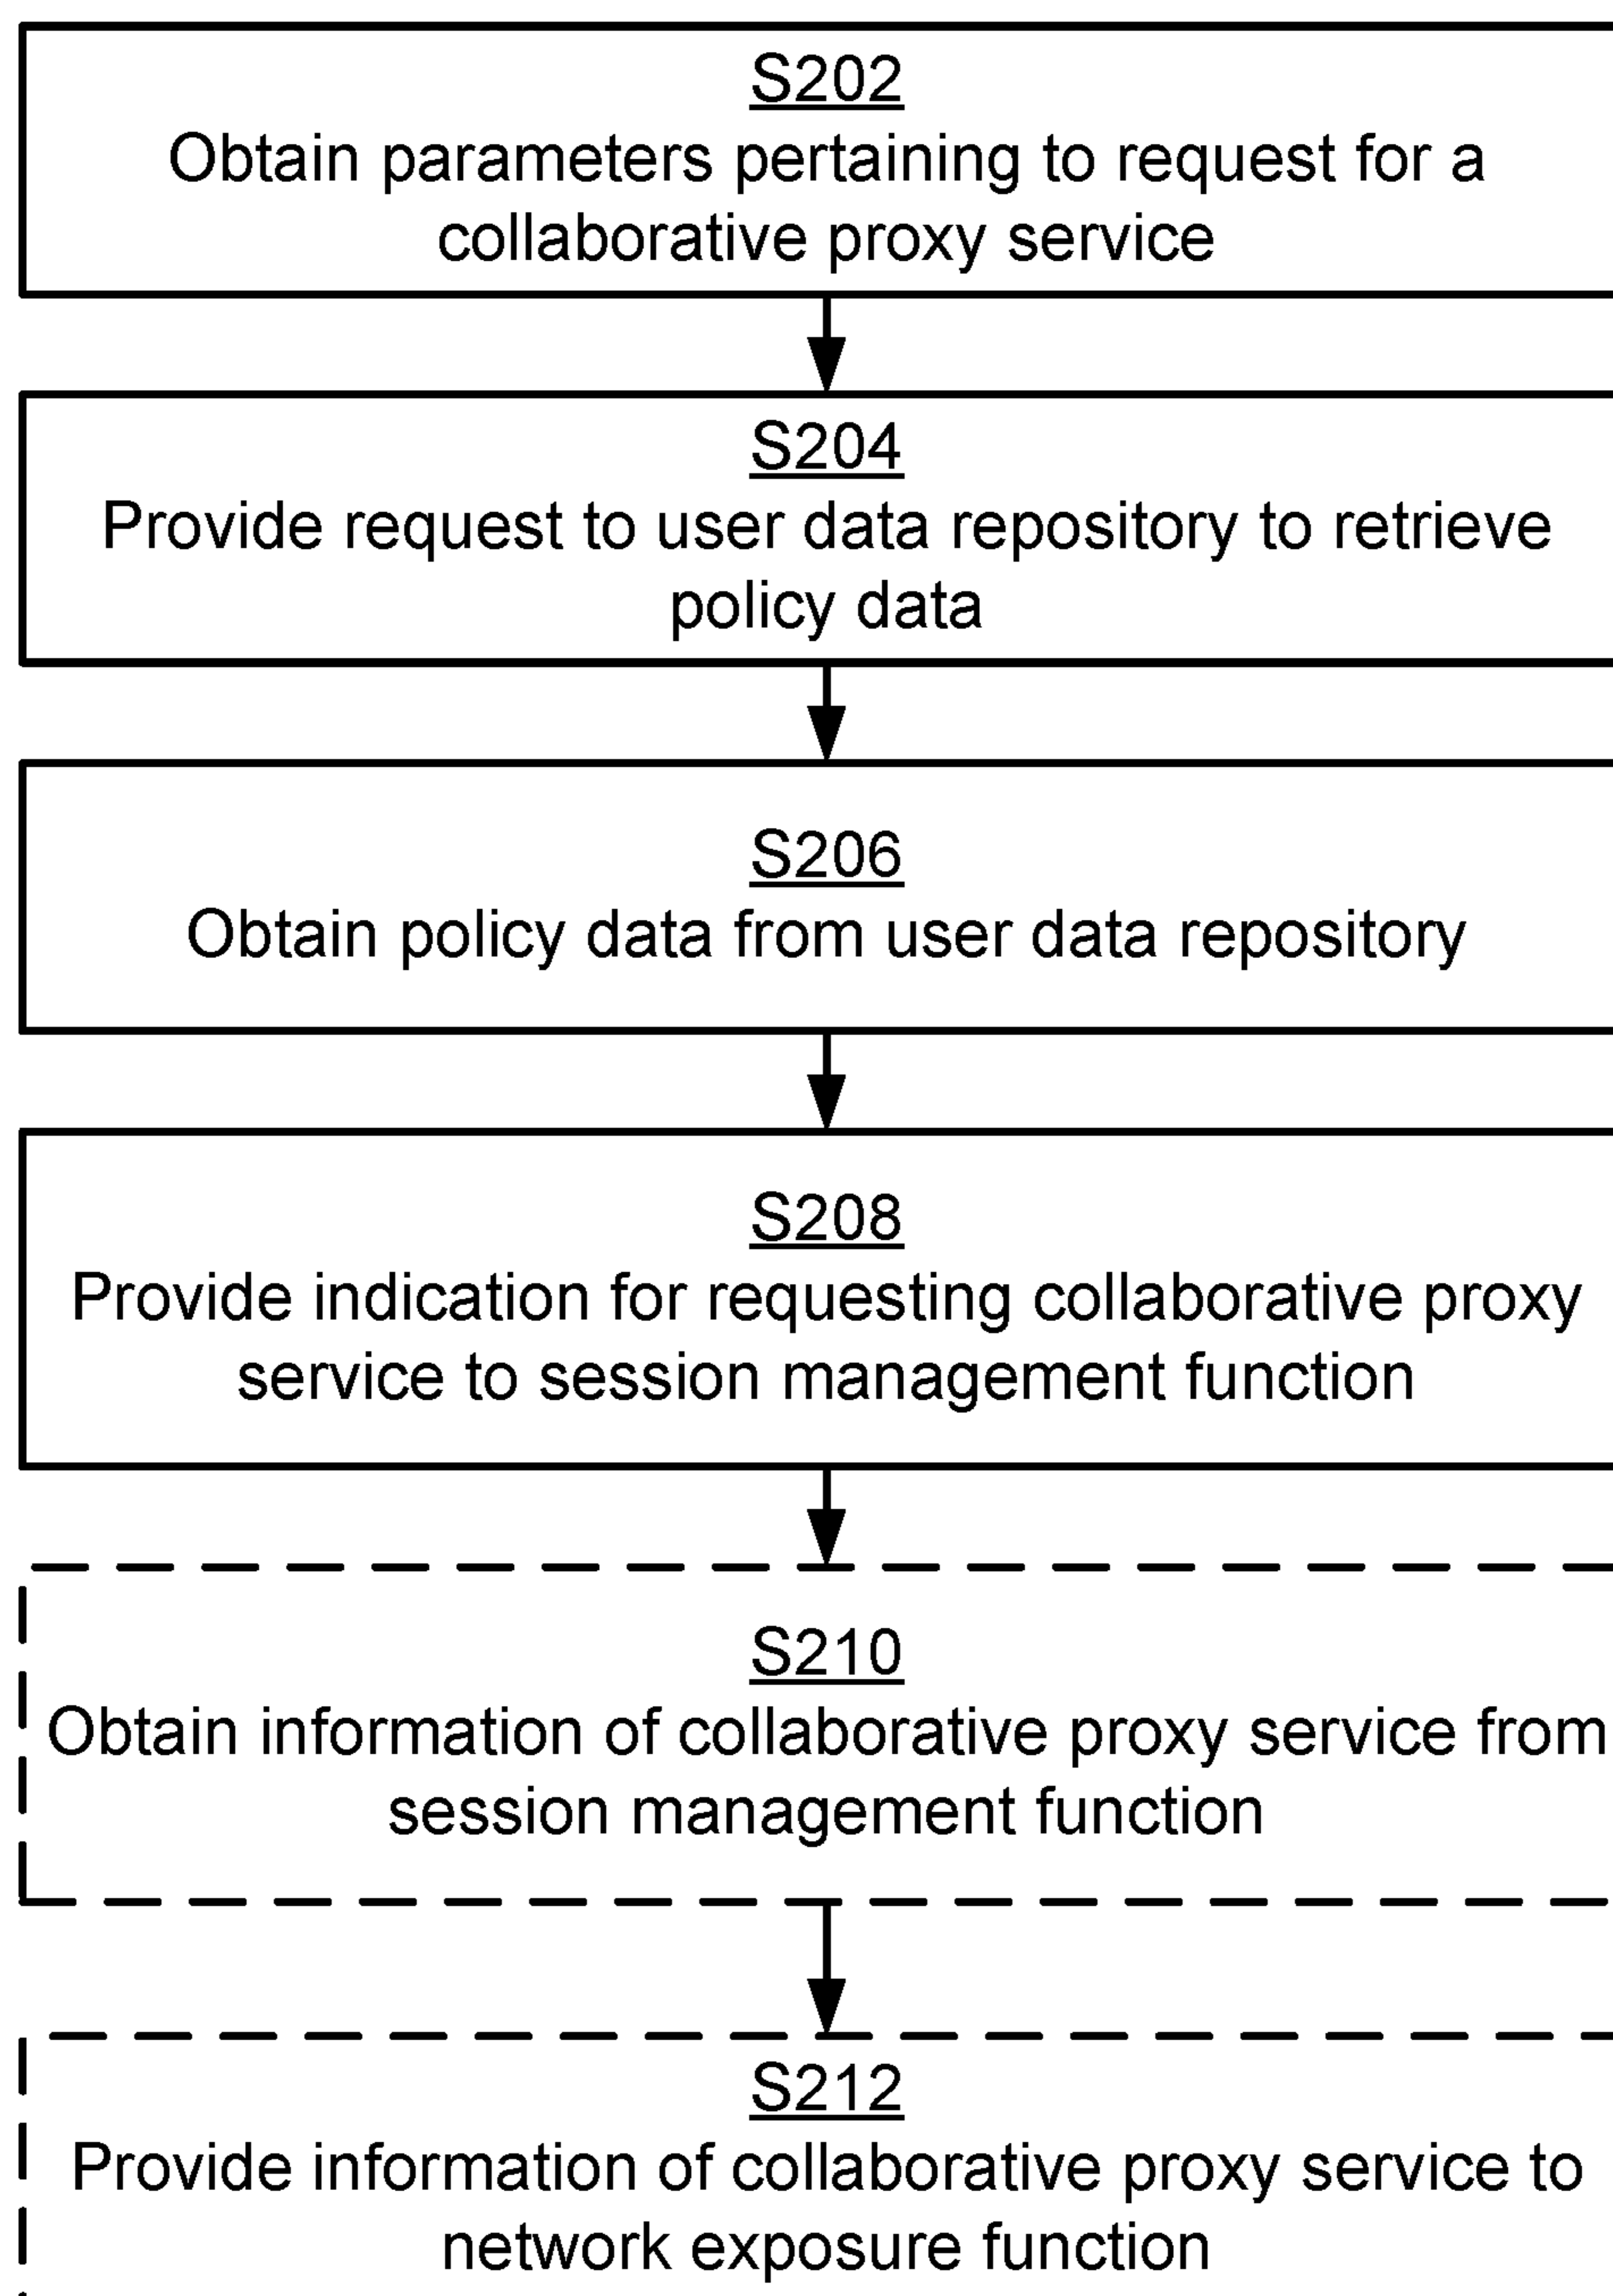 S202
Obtain parameters pertaining to request for a
collaborative proxy service
S204
Provide request to user data repository to retrieve
policy data
S206
Obtain policy data from user data repository
S208
Provide indication for requesting collaborative proxy
service to session management function
S210
Obtain information of collaborative proxy service from
session management function
S212
Provide information of collaborative proxy service to
network exposure function